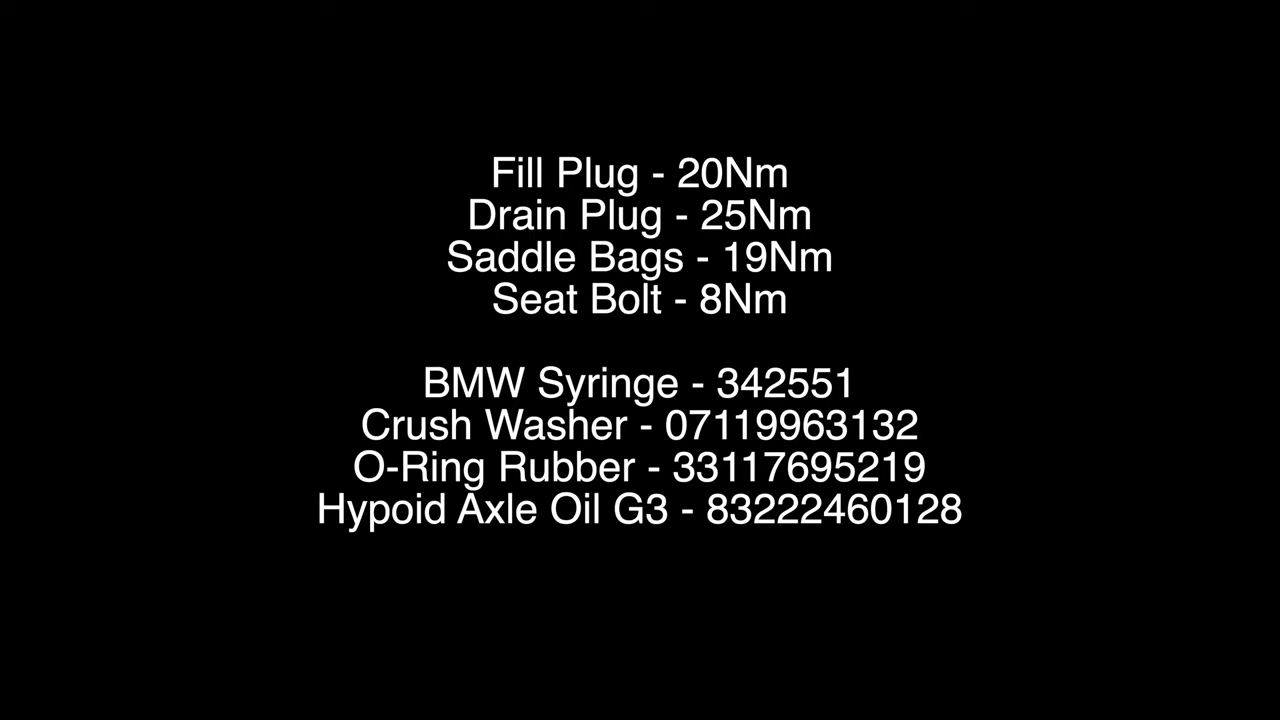 Fill Plug - 20Nm
Drain Plug - 25Nm
Saddle Bags - 19Nm
Seat Bolt - 8Nm
BMW Syringe - 342551
Crush Washer - 07119963132
O-Ring Rubber - 33117695219
Hypoid Axle Oil G3 - 83222460128